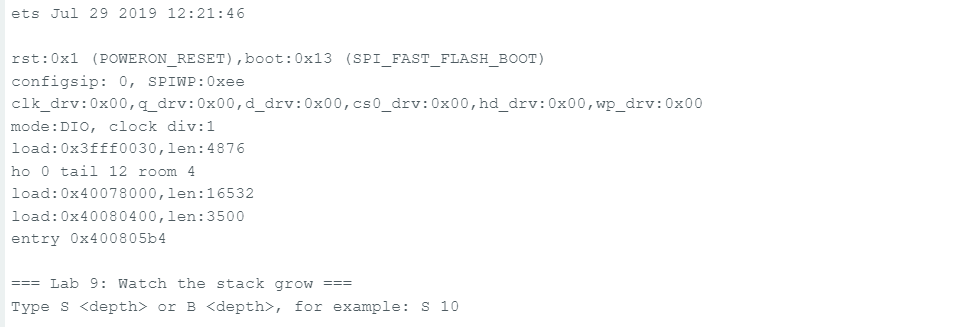 ets Jul 29 2019 12:21:46
rst:0x1 (POWERON_RESET),boot:0x13 (SPI_FAST_FLASH_BOOT)
configsip: 0, SPIWP:0xee
clk_drv:0x00,q_drv:0x00,d_drv:0x00,cs0_drv:0x00,hd_drv:0x00,wp_drv:0x00
mode:DIO, clock div:1
load:0x3fff0030,len:4876
ho 0 tail 12 room 4
load:0x40078000,len:16532
load:0x40080400,len:3500
entry 0x400805b4
=== Lab 9: Watch the stack grow ===
Type S <depth> or B <depth>, for example: S 10